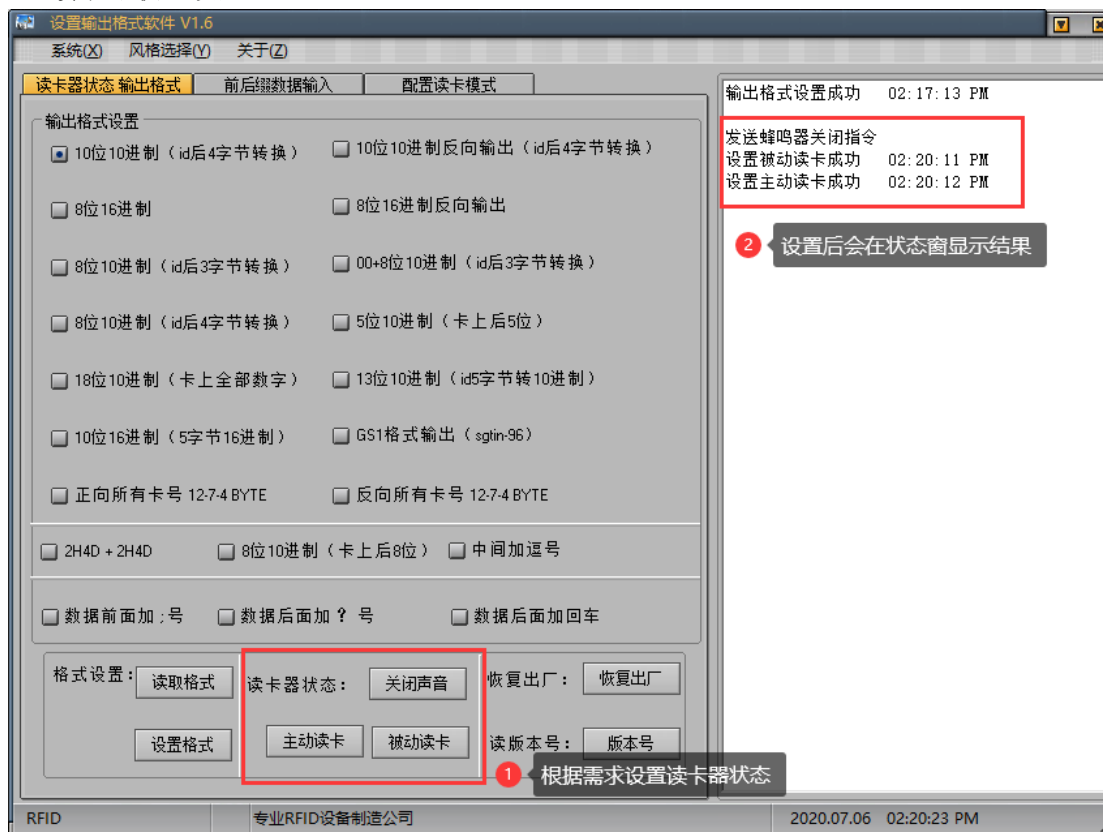 设置输出格式软件 V1.6
系统(X) 风格选择(Y) 关于(Z)
读卡器状态 输出格式 前后缀数据输入 配置读卡模式
输出格式设置
10位10进制（id后4字节转换） 10位10进制反向输出（id后4字节转换）
8位16进制 8位16进制反向输出
8位10进制（id后3字节转换） 00+8位10进制（id后3字节转换）
8位10进制（id后4字节转换） 5位10进制（卡上后5位）
18位10进制（卡上全部数字） 13位10进制（id5字节转10进制）
10位16进制（5字节16进制） GS1格式输出（sgtin-96）
正向所有卡号 12-7-4 BYTE 反向所有卡号 12-7-4 BYTE
2H4D + 2H4D 8位10进制（卡上后8位） 中间加逗号
数据前面加 ; 号 数据后面加 ? 号 数据后面加回车
格式设置: 读取格式 读卡器状态: 关闭声音 恢复出厂: 恢复出厂
设置格式 主动读卡 被动读卡 读版本号: 版本号
1 根据需求设置读卡器状态
输出格式设置成功 02:17:13 PM
发送蜂鸣器关闭指令
设置被动读卡成功 02:20:11 PM
设置主动读卡成功 02:20:12 PM
2 设置后会在状态窗显示结果
RFID 专业RFID设备制造公司 2020.07.06 02:20:23 PM